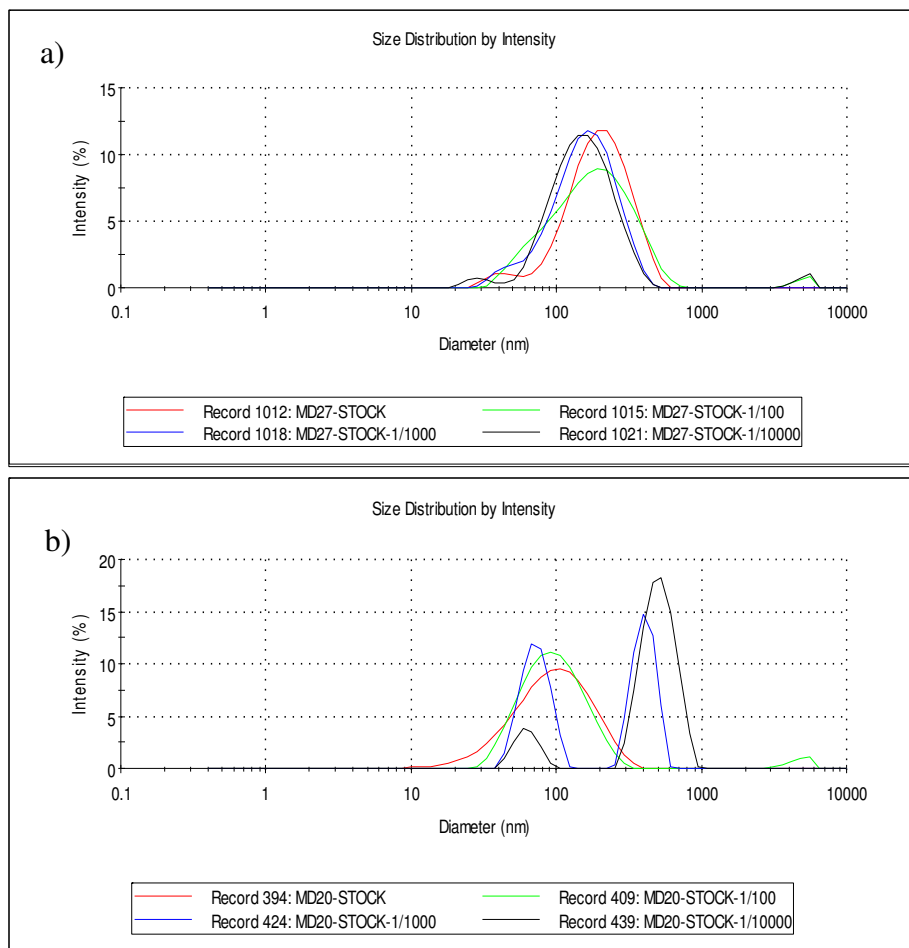 a)
Size Distribution by Intensity
15
10
5
0
0.1 1 10 100 1000 10000
Intensity (%)
Diameter (nm)
Record 1012: MD27-STOCK Record 1015: MD27-STOCK-1/100
Record 1018: MD27-STOCK-1/1000 Record 1021: MD27-STOCK-1/10000
b)
Size Distribution by Intensity
20
15
10
5
0
0.1 1 10 100 1000 10000
Intensity (%)
Diameter (nm)
Record 394: MD20-STOCK Record 409: MD20-STOCK-1/100
Record 424: MD20-STOCK-1/1000 Record 439: MD20-STOCK-1/10000